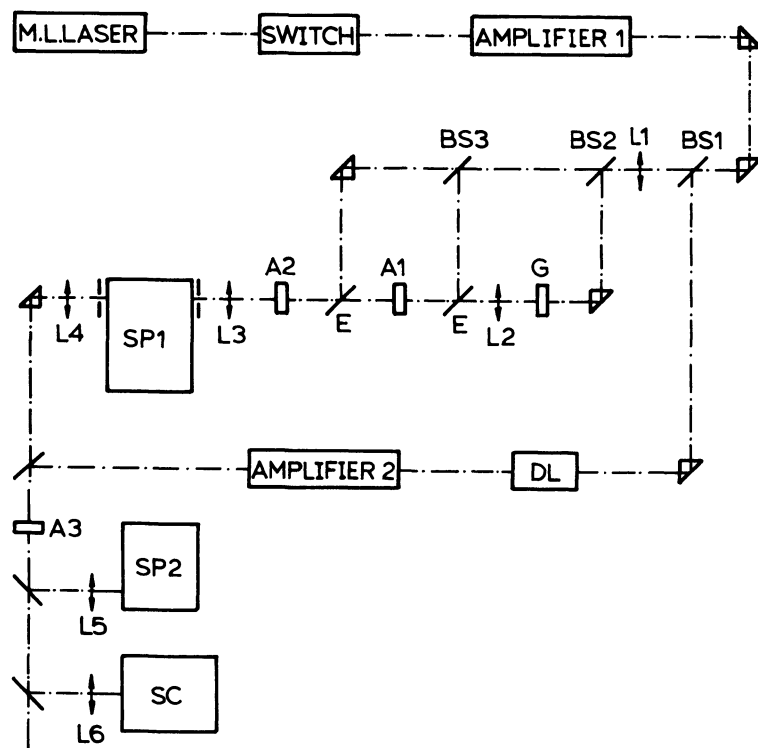 M.L.LASER SWITCH AMPLIFIER 1
BS3 BS2 L1 BS1
A2 A1 G
L4 SP1 L3 E E L2
AMPLIFIER 2 DL
A3
SP2
L5
SC
L6